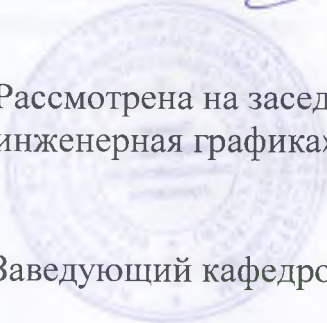 Рассмотрена на засед
инженерная графика»
Заведующий кафедро